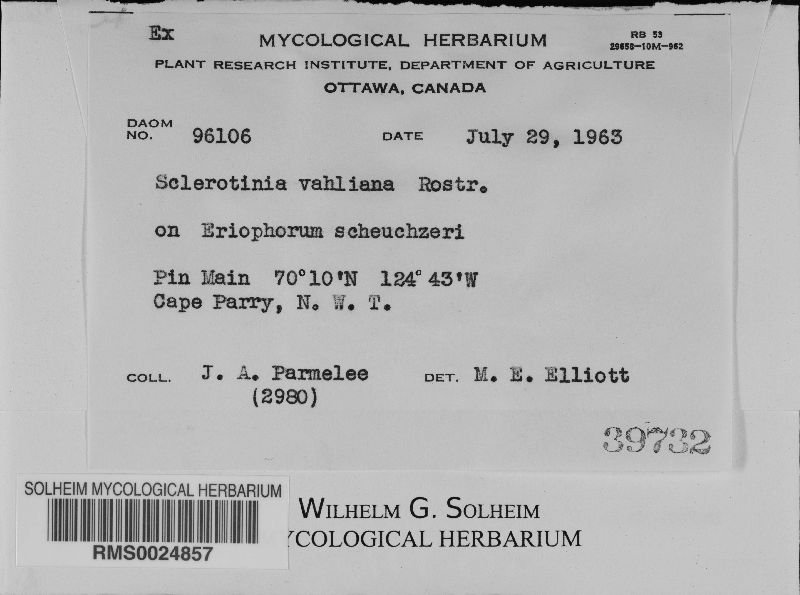 Ex
MYCOLOGICAL HERBARIUM
RB 53
29658-10M-962
PLANT RESEARCH INSTITUTE, DEPARTMENT OF AGRICULTURE
OTTAWA, CANADA
DAOM NO. 96106 DATE July 29, 1963
Sclerotinia vahliana Rostr.
on Eriophorum scheuchzeri
Pin Main 70°10'N 124°43'W
Cape Parry, N. W. T.
COLL. J. A. Parmelee DET. M. E. Elliott
(2980)
39732
SOLHEIM MYCOLOGICAL HERBARIUM
RMS0024857
WILHELM G. SOLHEIM
YCOLOGICAL HERBARIUM